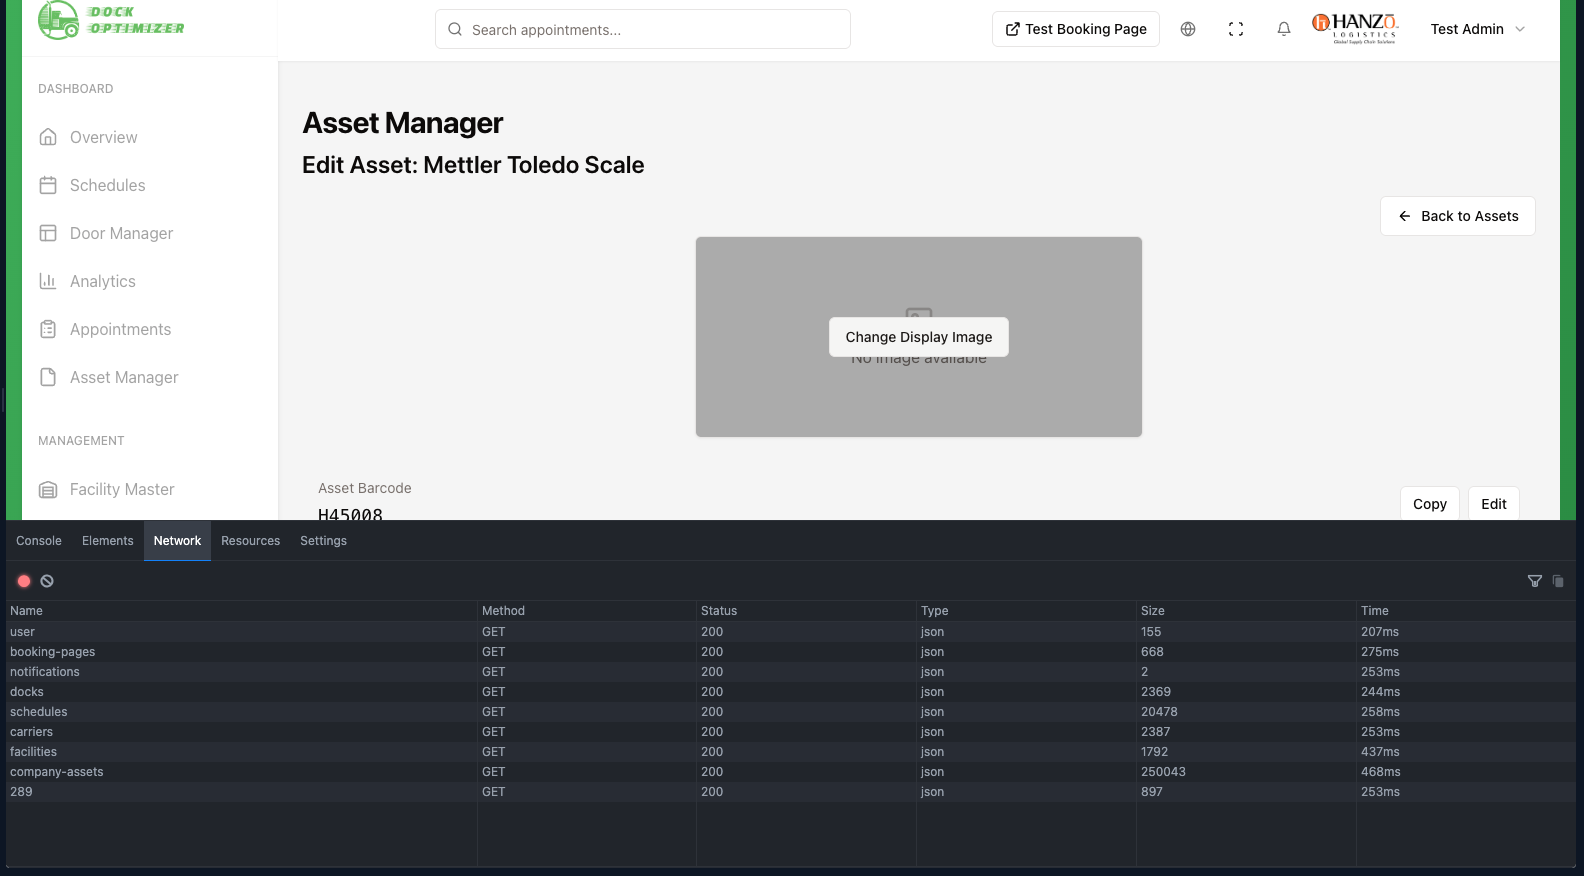 DOCK
OPTIMIZER
Search appointments...
Test Booking Page
HANZO
LOGISTICS
Global Supply Chain Solutions
Test Admin
DASHBOARD
Overview
Schedules
Door Manager
Analytics
Appointments
Asset Manager
MANAGEMENT
Facility Master
Asset Manager
Edit Asset: Mettler Toledo Scale
Back to Assets
Change Display Image
No image available
Asset Barcode
H45008
Copy Edit
Console Elements Network Resources Settings
Name Method Status Type Size Time
user GET 200 json 155 207ms
booking-pages GET 200 json 668 275ms
notifications GET 200 json 2 253ms
docks GET 200 json 2369 244ms
schedules GET 200 json 20478 258ms
carriers GET 200 json 2387 253ms
facilities GET 200 json 1792 437ms
company-assets GET 200 json 250043 468ms
289 GET 200 json 897 253ms